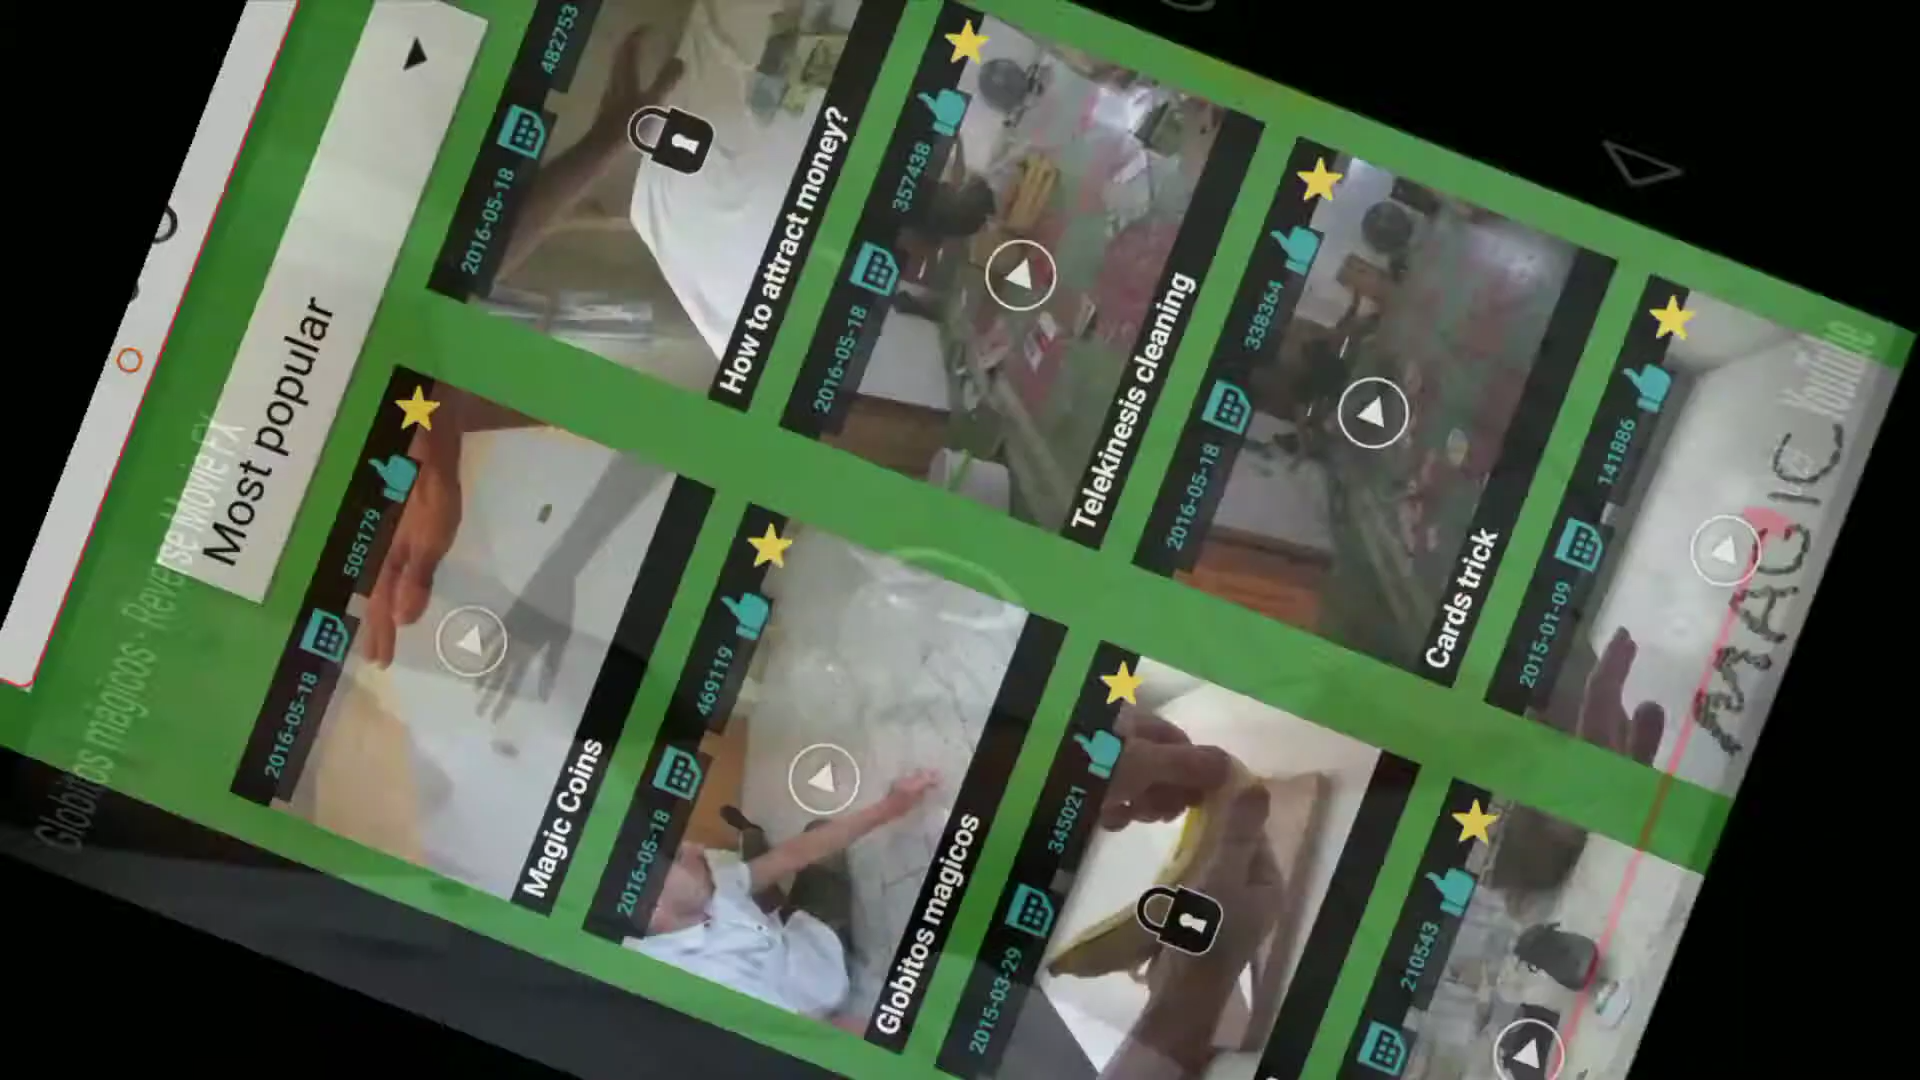 Globitos magicos - Reverse Movie FX
Most popular
505179
2016-05-18
Magic Coins
482753
2016-05-18
How to attract money?
469119
2016-05-18
Globitos magicos
357438
2016-05-18
Telekinesis cleaning
345021
2015-03-29
338364
2016-05-18
Cards trick
210543
141886
2015-01-09
MAGIC
YouTube